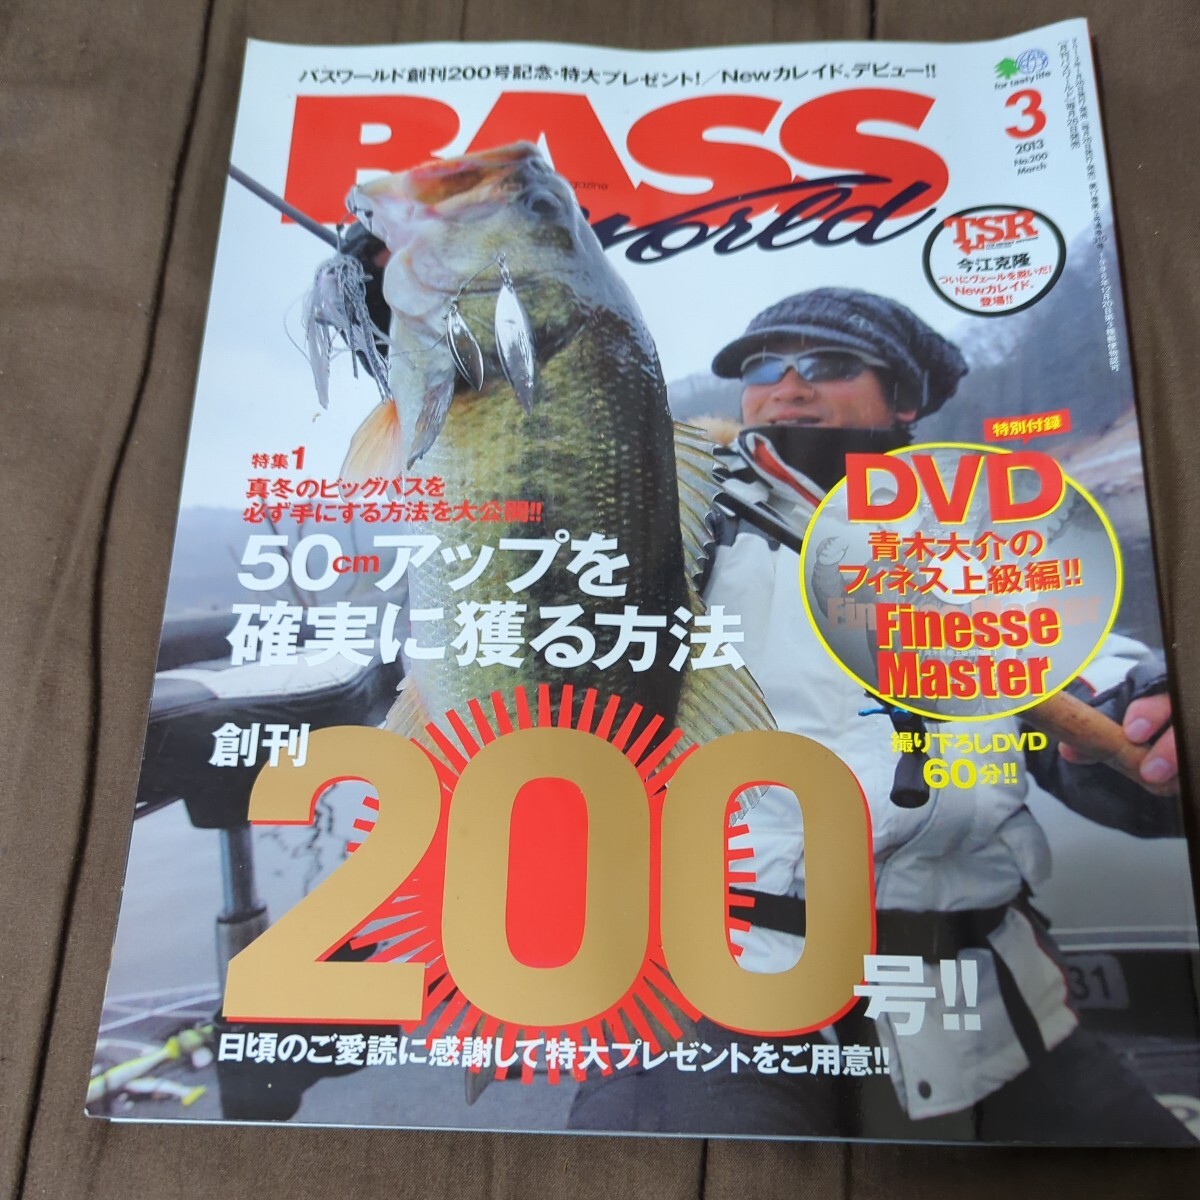 バスワールド創刊200号記念・特大プレゼント!/Newカレイド、デビュー!!
for tasty life
BASS
world
3
2013
No.200
March
TSR
今江克隆
ついにヴェールを脱いだ!
Newカレイド、
登場!!
特集1
真冬のビッグバスを
必ず手にする方法を大公開!!
50cmアップを
確実に獲る方法
特別付録
DVD
青木大介の
フィネス上級編!!
Finesse
Master
撮り下ろしDVD
60分!!
創刊
200号!!
日頃のご愛読に感謝して特大プレゼントをご用意!!
31